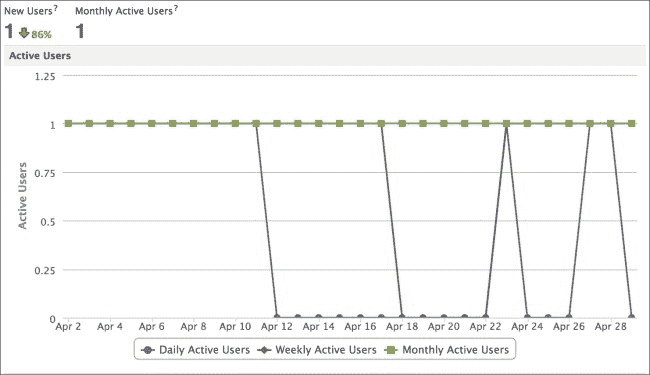 New Users? Monthly Active Users?
1 86% 1
Active Users
1.25
1
0.75
0.5
0.25
0
Active Users
Apr 2 Apr 4 Apr 6 Apr 8 Apr 10 Apr 12 Apr 14 Apr 16 Apr 18 Apr 20 Apr 22 Apr 24 Apr 26 Apr 28
Daily Active Users Weekly Active Users Monthly Active Users